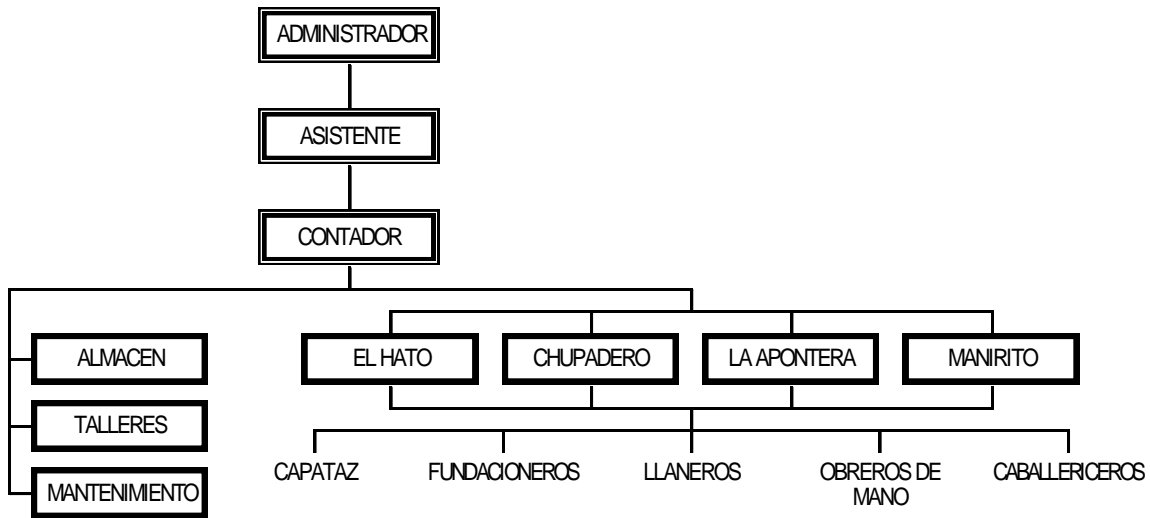 ADMINISTRADOR
ASISTENTE
CONTADOR
ALMACEN
EL HATO
CHUPADERO
LA APONTERA
MANIRITO
TALLERES
MANTENIMIENTO
CAPATAZ
FUNDACIONEROS
LLANEROS
OBREROS DE
MANO
CABALLERICEROS